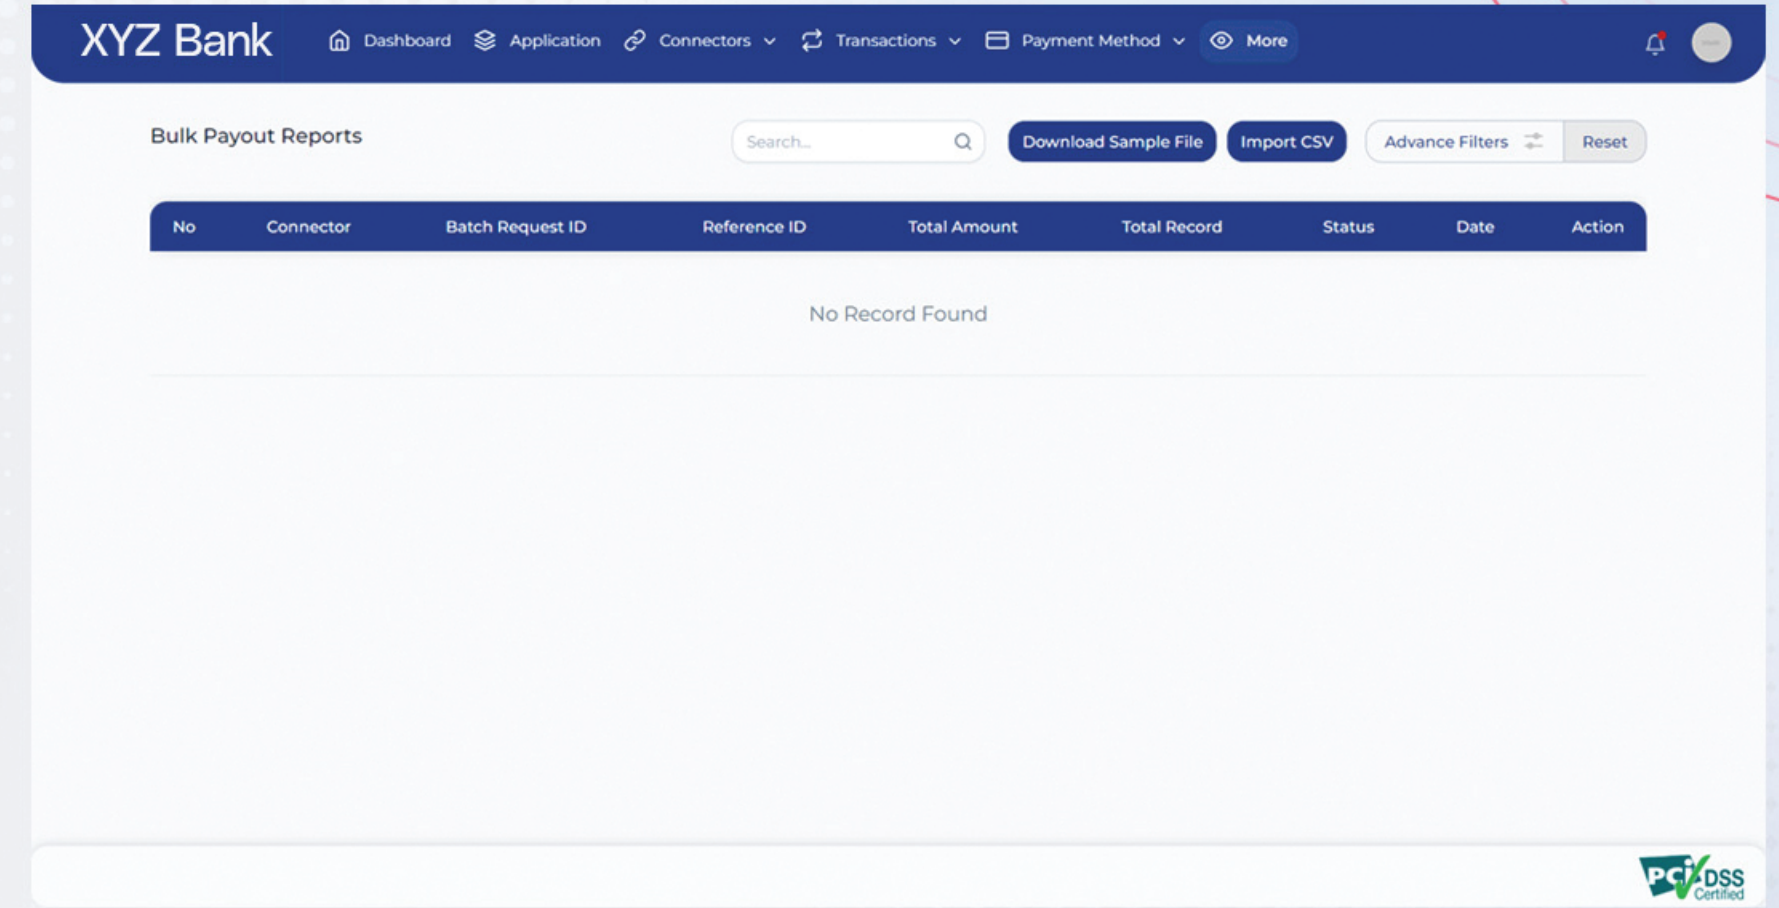 XYZ Bank Dashboard Application Connectors Transactions Payment Method More
Bulk Payout Reports Search... Download Sample File Import CSV Advance Filters Reset
No Connector Batch Request ID Reference ID Total Amount Total Record Status Date Action
No Record Found
PCI DSS
Certified